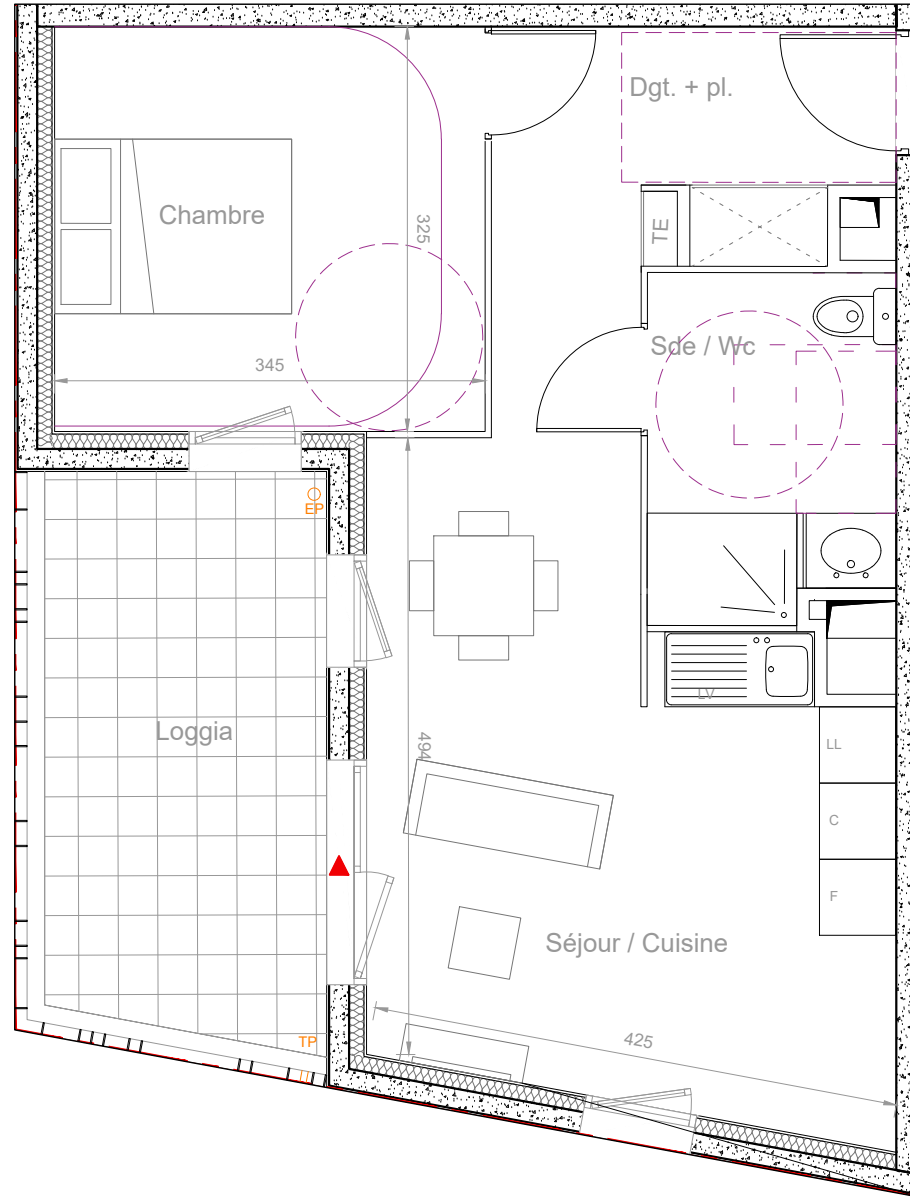 Dgt. + pl.
Chambre
325
TE
345
Sde / Wc
EP
LV
Loggia
494
LL
C
F
Séjour / Cuisine
425
TP